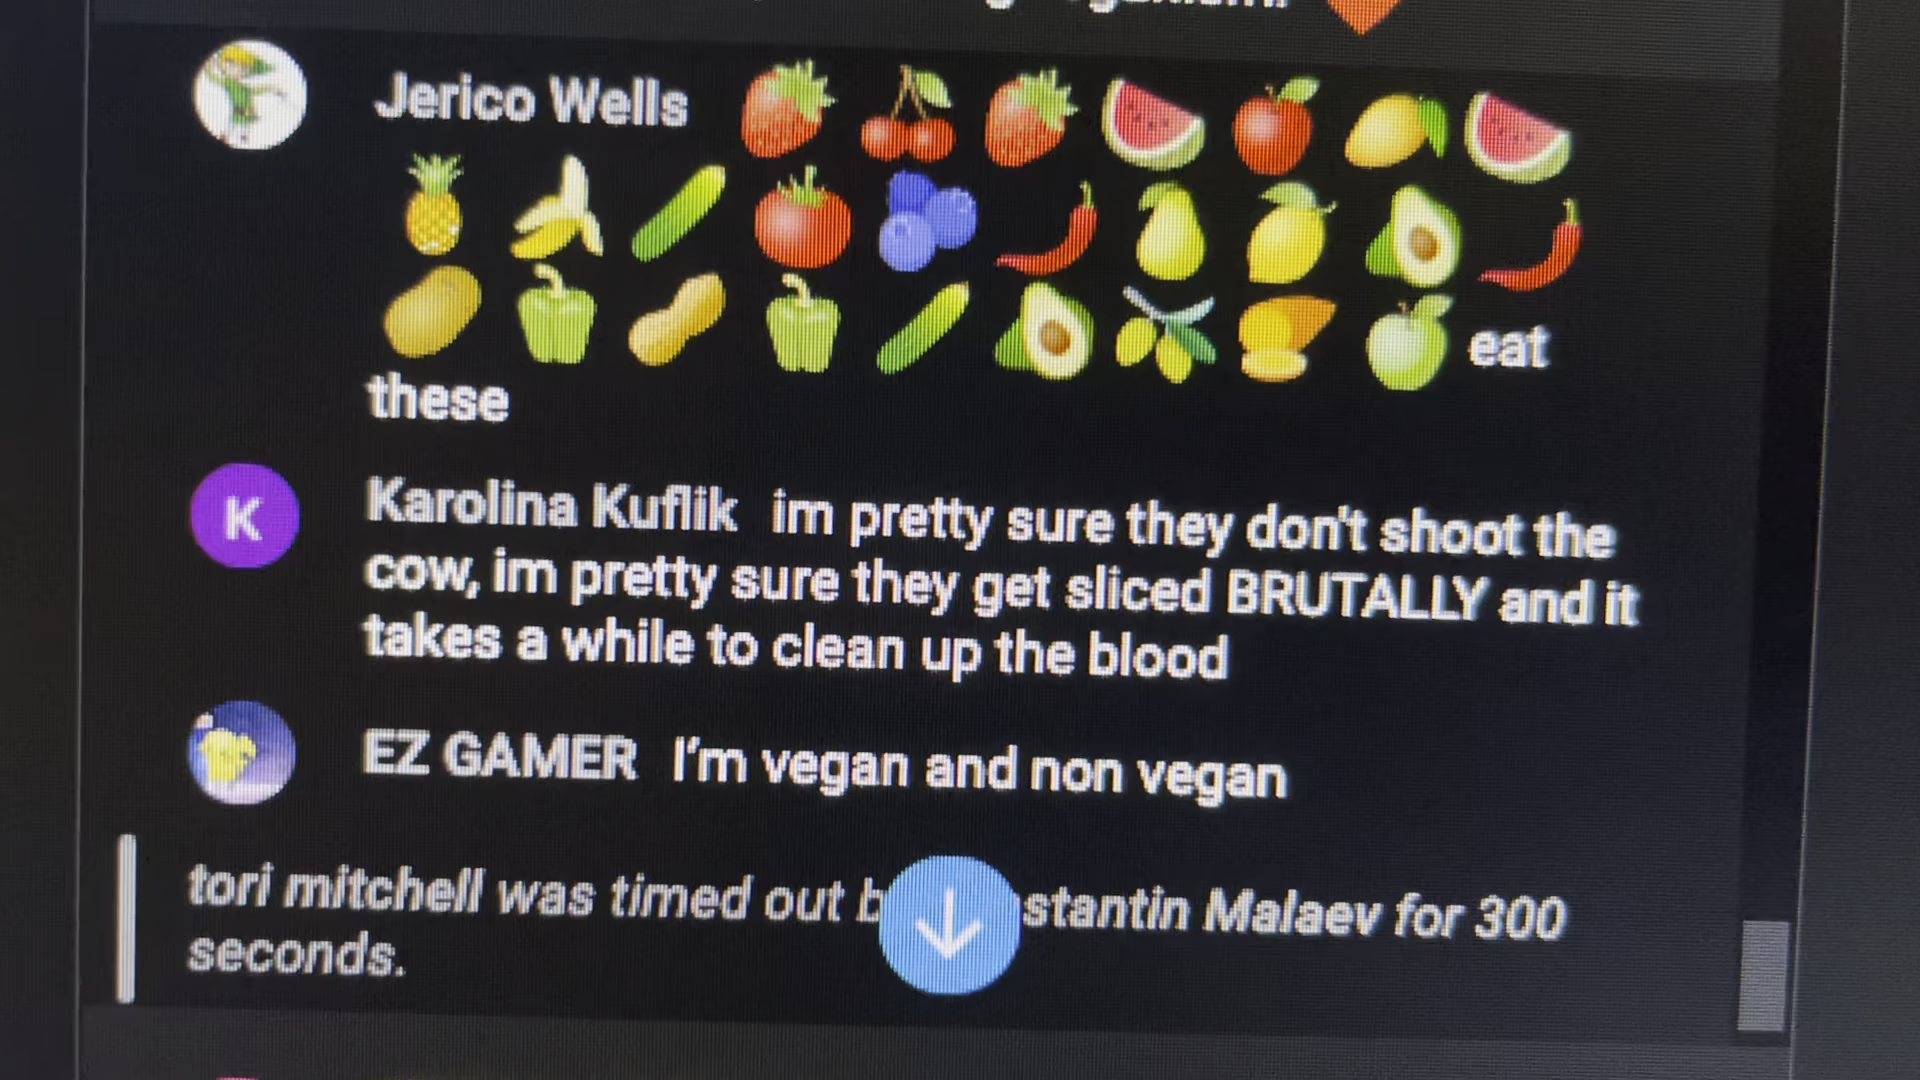 Jerico Wells 🍓🍒🍓🍉🍎🥭🍉
🍍🍌🥒🍅🫐🌶🍐🍋🥑🌶
🥔🫑🥜🫑🥒🥑🫒🥭🍏 eat
these
K
Karolina Kuflik im pretty sure they don't shoot the
cow, im pretty sure they get sliced BRUTALLY and it
takes a while to clean up the blood
EZ GAMER I'm vegan and non vegan
tori mitchell was timed out stantin Malaev for 300
seconds.